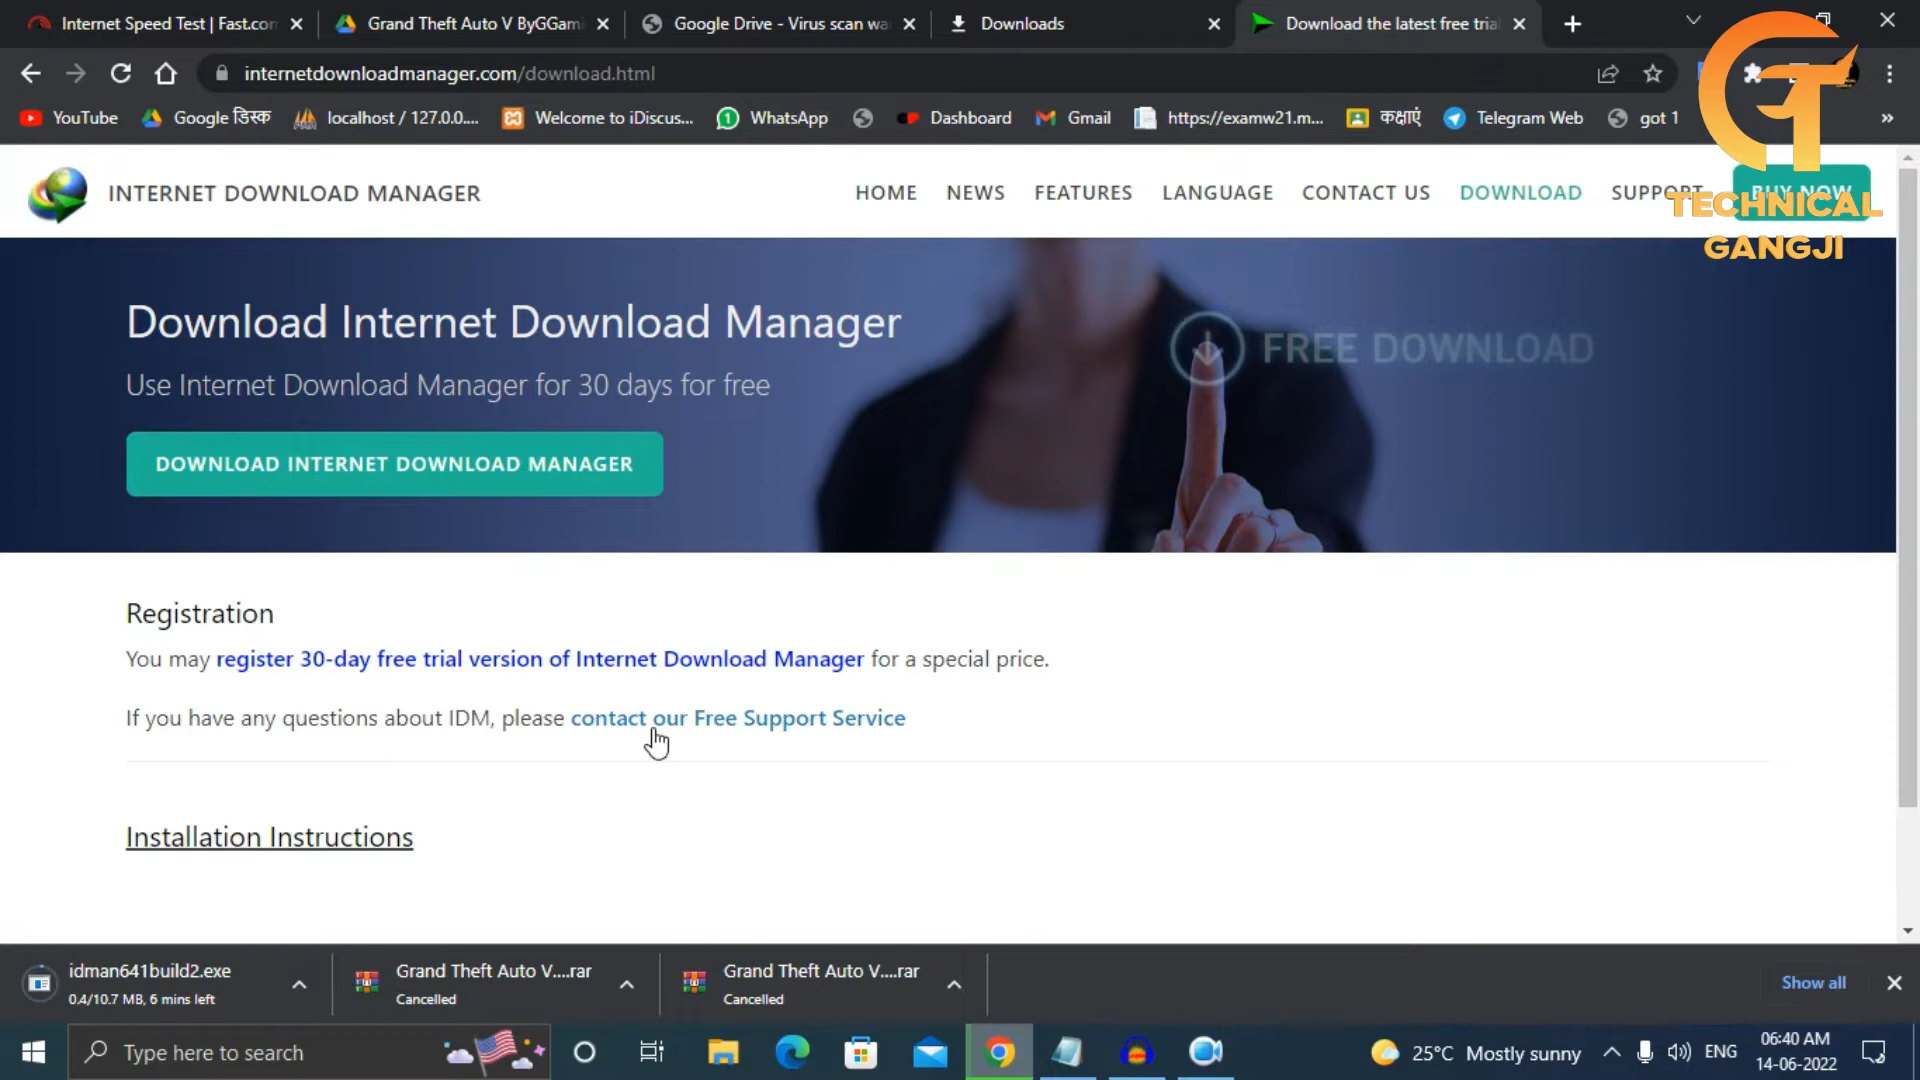 Internet Speed Test | Fast.com
Grand Theft Auto V ByGGami
Google Drive - Virus scan wa
Downloads
Download the latest free tria
internetdownloadmanager.com/download.html
YouTube
Google डिस्क
localhost / 127.0.0....
Welcome to iDiscus...
WhatsApp
Dashboard
Gmail
https://examw21.m...
कक्षाएं
Telegram Web
got 1
»
INTERNET DOWNLOAD MANAGER
HOME
NEWS
FEATURES
LANGUAGE
CONTACT US
DOWNLOAD
SUPPORT
BUY NOW
TECHNICAL
GANGJI
Download Internet Download Manager
Use Internet Download Manager for 30 days for free
DOWNLOAD INTERNET DOWNLOAD MANAGER
FREE DOWNLOAD
Registration
You may register 30-day free trial version of Internet Download Manager for a special price.
If you have any questions about IDM, please contact our Free Support Service
Installation Instructions
idman641build2.exe
0.4/10.7 MB, 6 mins left
Grand Theft Auto V....rar
Cancelled
Grand Theft Auto V....rar
Cancelled
Show all
Type here to search
25°C Mostly sunny
ENG
06:40 AM
14-06-2022